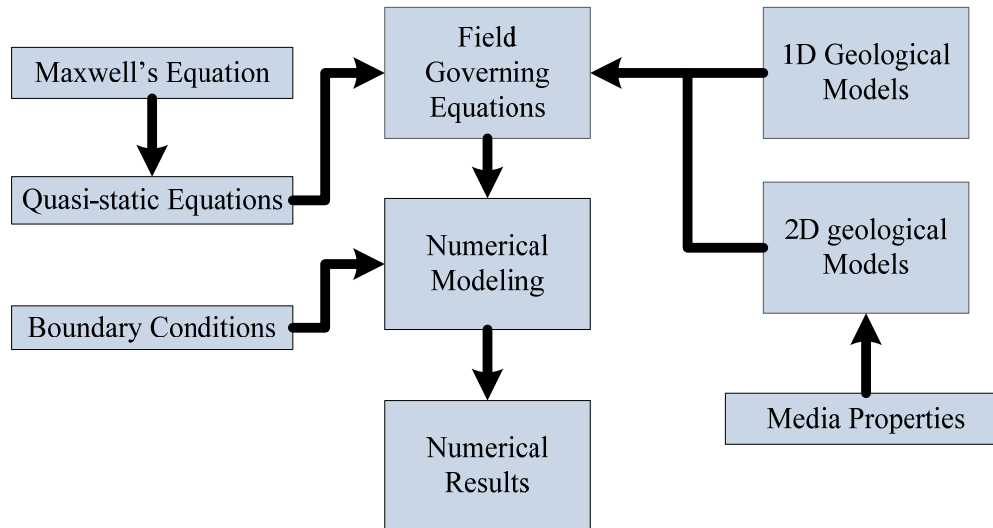 Maxwell's Equation
Quasi-static Equations
Boundary Conditions
Field
Governing
Equations
Numerical
Modeling
Numerical
Results
1D Geological
Models
2D geological
Models
Media Properties